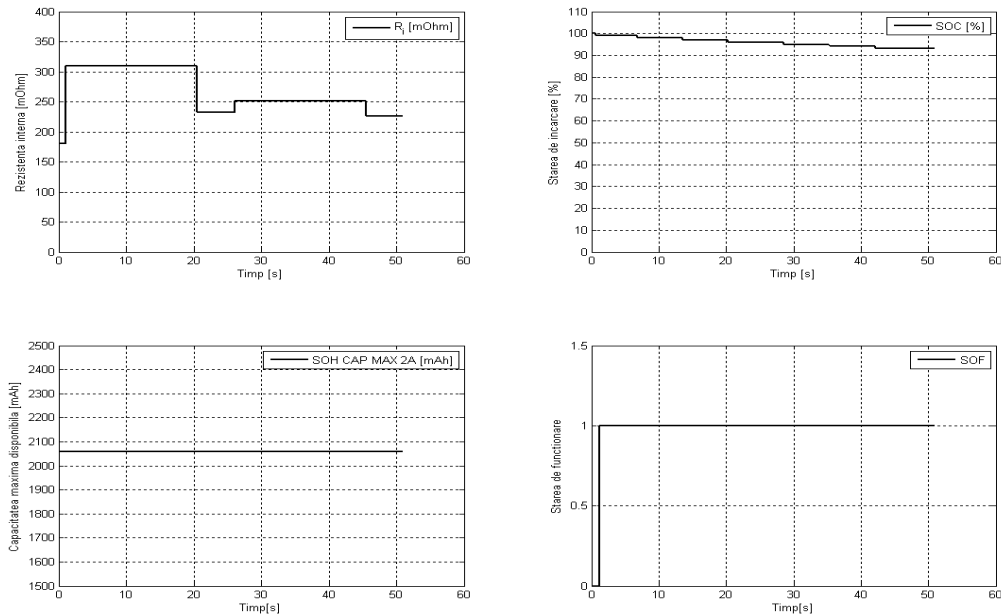 400
350
300
250
200
150
100
50
0
Rezistenta interna [mOhm]
R_i [mOhm]
0 10 20 30 40 50 60
Timp [s]
110
100
90
80
70
60
50
40
30
20
10
0
Starea de incarcare [%]
SOC [%]
0 10 20 30 40 50 60
Timp [s]
2500
2400
2300
2200
2100
2000
1900
1800
1700
1600
1500
Capacitatea maxima disponibila [mAh]
SOH CAP MAX 2A [mAh]
0 10 20 30 40 50 60
Timp[s]
1.5
1
0.5
0
Starea de functionare
SOF
0 10 20 30 40 50 60
Timp[s]